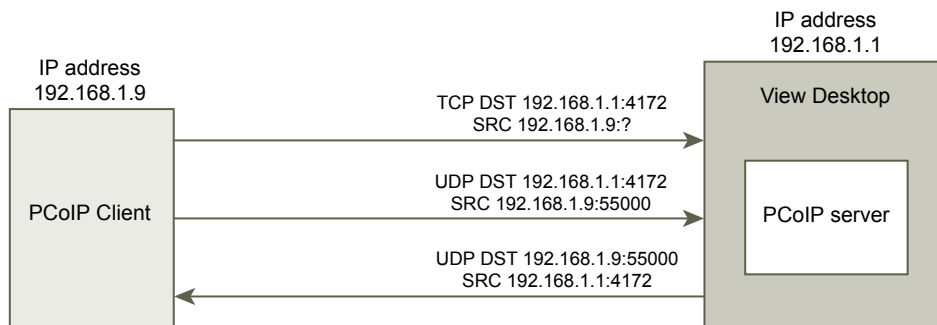 IP address
192.168.1.9
PCoIP Client
TCP DST 192.168.1.1:4172
SRC 192.168.1.9:?
UDP DST 192.168.1.1:4172
SRC 192.168.1.9:55000
UDP DST 192.168.1.9:55000
SRC 192.168.1.1:4172
IP address
192.168.1.1
View Desktop
PCoIP server